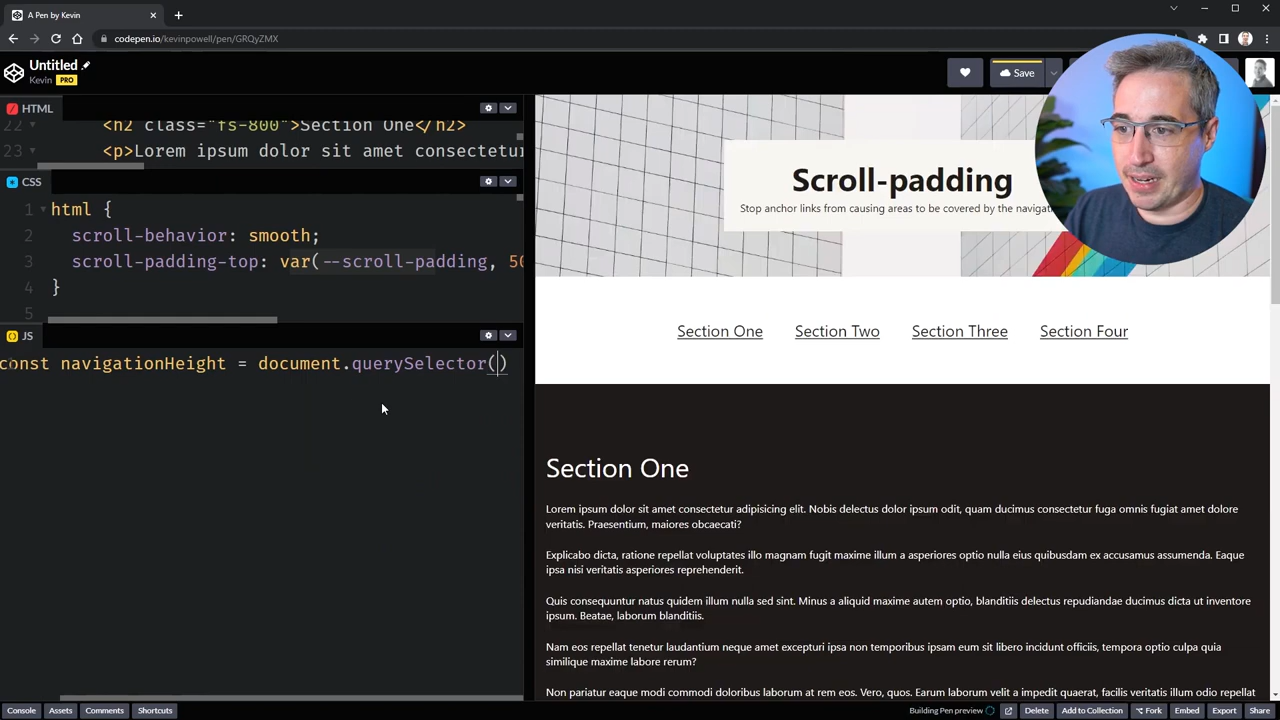 A Pen by Kevin
codepen.io/kevinpowell/pen/GRQyZMX
Untitled
Kevin PRO
Save
HTML
22 <h2 class="fs-800">Section One</h2>
23 <p>Lorem ipsum dolor sit amet consectetur
CSS
1 html {
2 scroll-behavior: smooth;
3 scroll-padding-top: var(--scroll-padding, 50
4 }
5
JS
const navigationHeight = document.querySelector()
Scroll-padding
Stop anchor links from causing areas to be covered by the
Section One Section Two Section Three Section Four
Section One
Lorem ipsum dolor sit amet consectetur adipisicing elit. Nobis delectus dolor ipsum odit, quam ducimus consectetur fuga omnis fugiat amet dolore
veritatis. Praesentium, maiores obcaecati?
Explicabo dicta, ratione repellat voluptates illo magnam fugit maxime illum a asperiores optio nulla eius quibusdam ex accusamus assumenda. Eaque
ipsa nisi veritatis asperiores reprehenderit.
Quis consequuntur natus quidem illum nulla sed sint. Minus a aliquid maxime autem optio, blanditiis delectus repudiandae ducimus dicta ut inventore
ipsum. Beatae, laborum blanditiis.
Nam eos repellat tenetur laudantium neque amet excepturi ipsa non temporibus ipsam est sit libero incidunt officiis, tempora optio culpa quia
similique maxime labore rerum?
Non pariatur eaque modi commodi doloribus laborum at rem eos. Vero, quos. Earum laborum velit a impedit quaerat, facilis veritatis repellat Excepturi
Console Assets Comments Shortcuts
Building Pen preview Delete Add to Collection Fork Embed Export Share